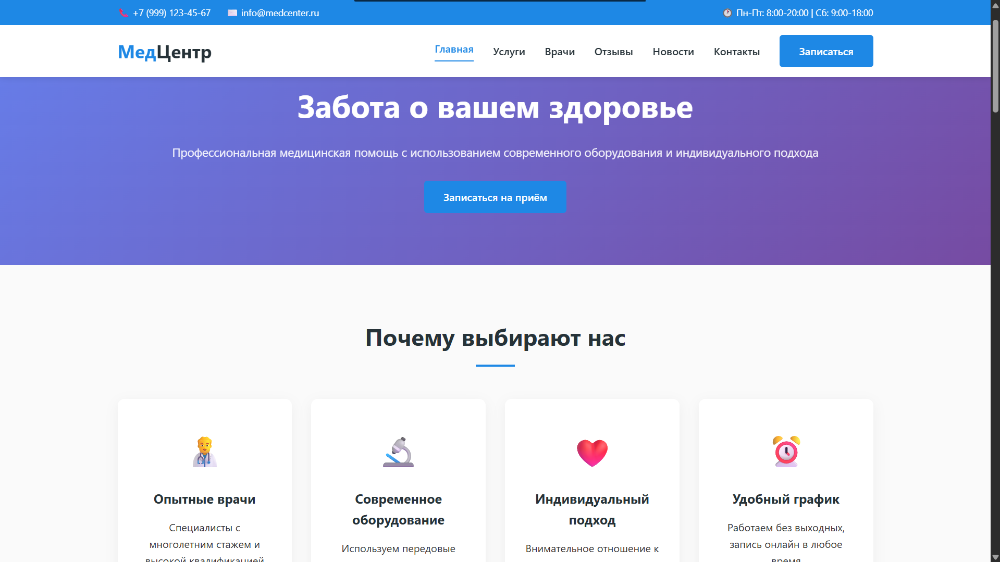 +7 (999) 123-45-67
info@medcenter.ru
Пн-Пт: 8:00-20:00 | Сб: 9:00-18:00
МедЦентр
Главная
Услуги
Врачи
Отзывы
Новости
Контакты
Записаться
Забота о вашем здоровье
Профессиональная медицинская помощь с использованием современного оборудования и индивидуального подхода
Записаться на приём
Почему выбирают нас
Опытные врачи
Специалисты с
многолетним стажем и
высокой квалификацией
Современное
оборудование
Используем передовые
Индивидуальный
подход
Внимательное отношение к
Удобный график
Работаем без выходных,
запись онлайн в любое
время